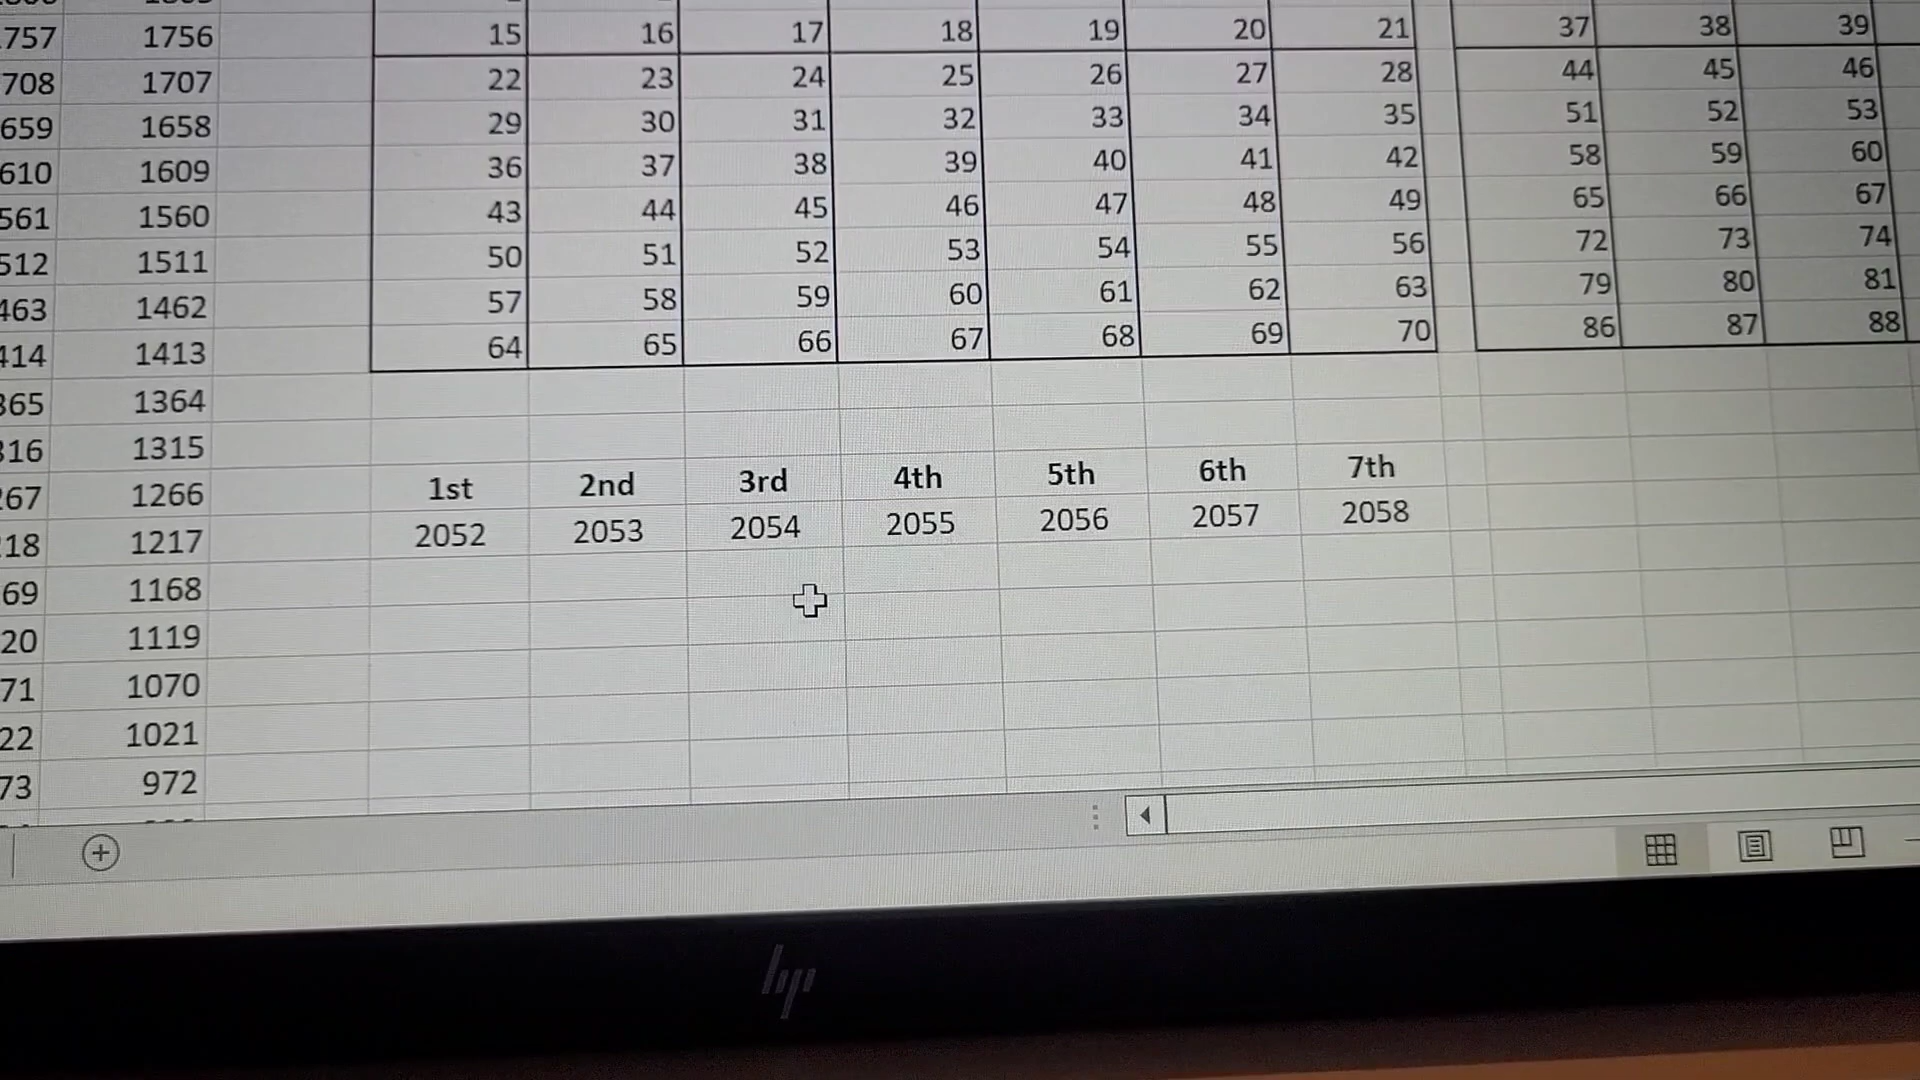 757 1756 15 16 17 18 19 20 21 37 38 39
708 1707 22 23 24 25 26 27 28 44 45 46
659 1658 29 30 31 32 33 34 35 51 52 53
610 1609 36 37 38 39 40 41 42 58 59 60
561 1560 43 44 45 46 47 48 49 65 66 67
512 1511 50 51 52 53 54 55 56 72 73 74
463 1462 57 58 59 60 61 62 63 79 80 81
414 1413 64 65 66 67 68 69 70 86 87 88
365 1364
316 1315
267 1266 1st 2nd 3rd 4th 5th 6th 7th
218 1217 2052 2053 2054 2055 2056 2057 2058
69 1168
20 1119
71 1070
22 1021
73 972
hp